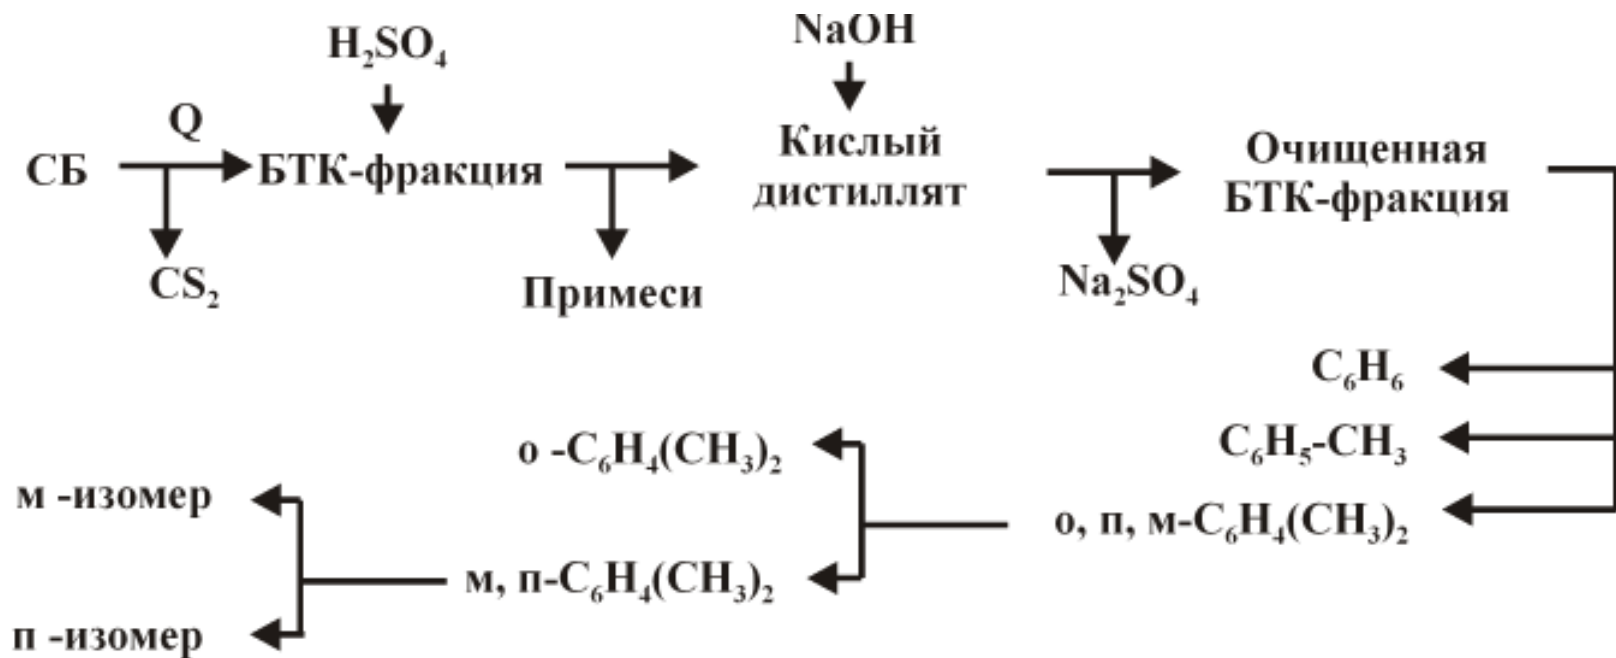 H₂SO₄
NaOH
Q
СБ
БТК-фракция
Кислый
дистиллят
Очищенная
БТК-фракция
CS₂
Примеси
Na₂SO₄
C₆H₆
C₆H₅-CH₃
о, п, м-C₆H₄(CH₃)₂
о -C₆H₄(CH₃)₂
м, п-C₆H₄(CH₃)₂
м -изомер
п -изомер